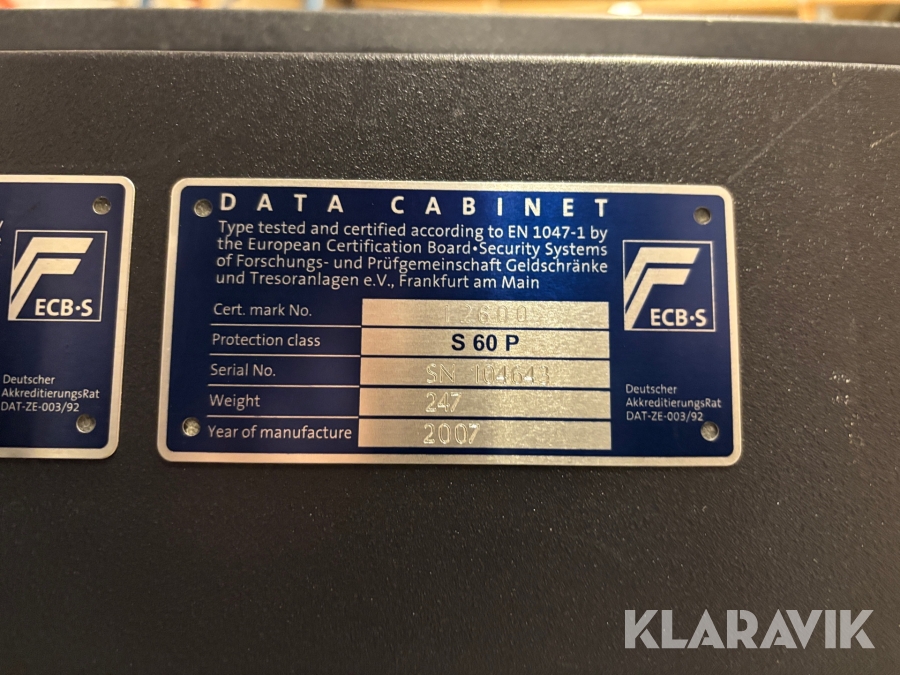 DATA CABINET
Type tested and certified according to EN 1047-1 by
the European Certification Board•Security Systems
of Forschungs- und Prüfgemeinschaft Geldschränke
und Tresoranlagen e.V., Frankfurt am Main
Cert. mark No. 12600
Protection class S 60 P
Serial No. SN 104643
Weight 247
Year of manufacture 2007
ECB•S
Deutscher
AkkreditierungsRat
DAT-ZE-003/92
ECB•S
Deutscher
AkkreditierungsRat
DAT-ZE-003/92
KLARAVIK